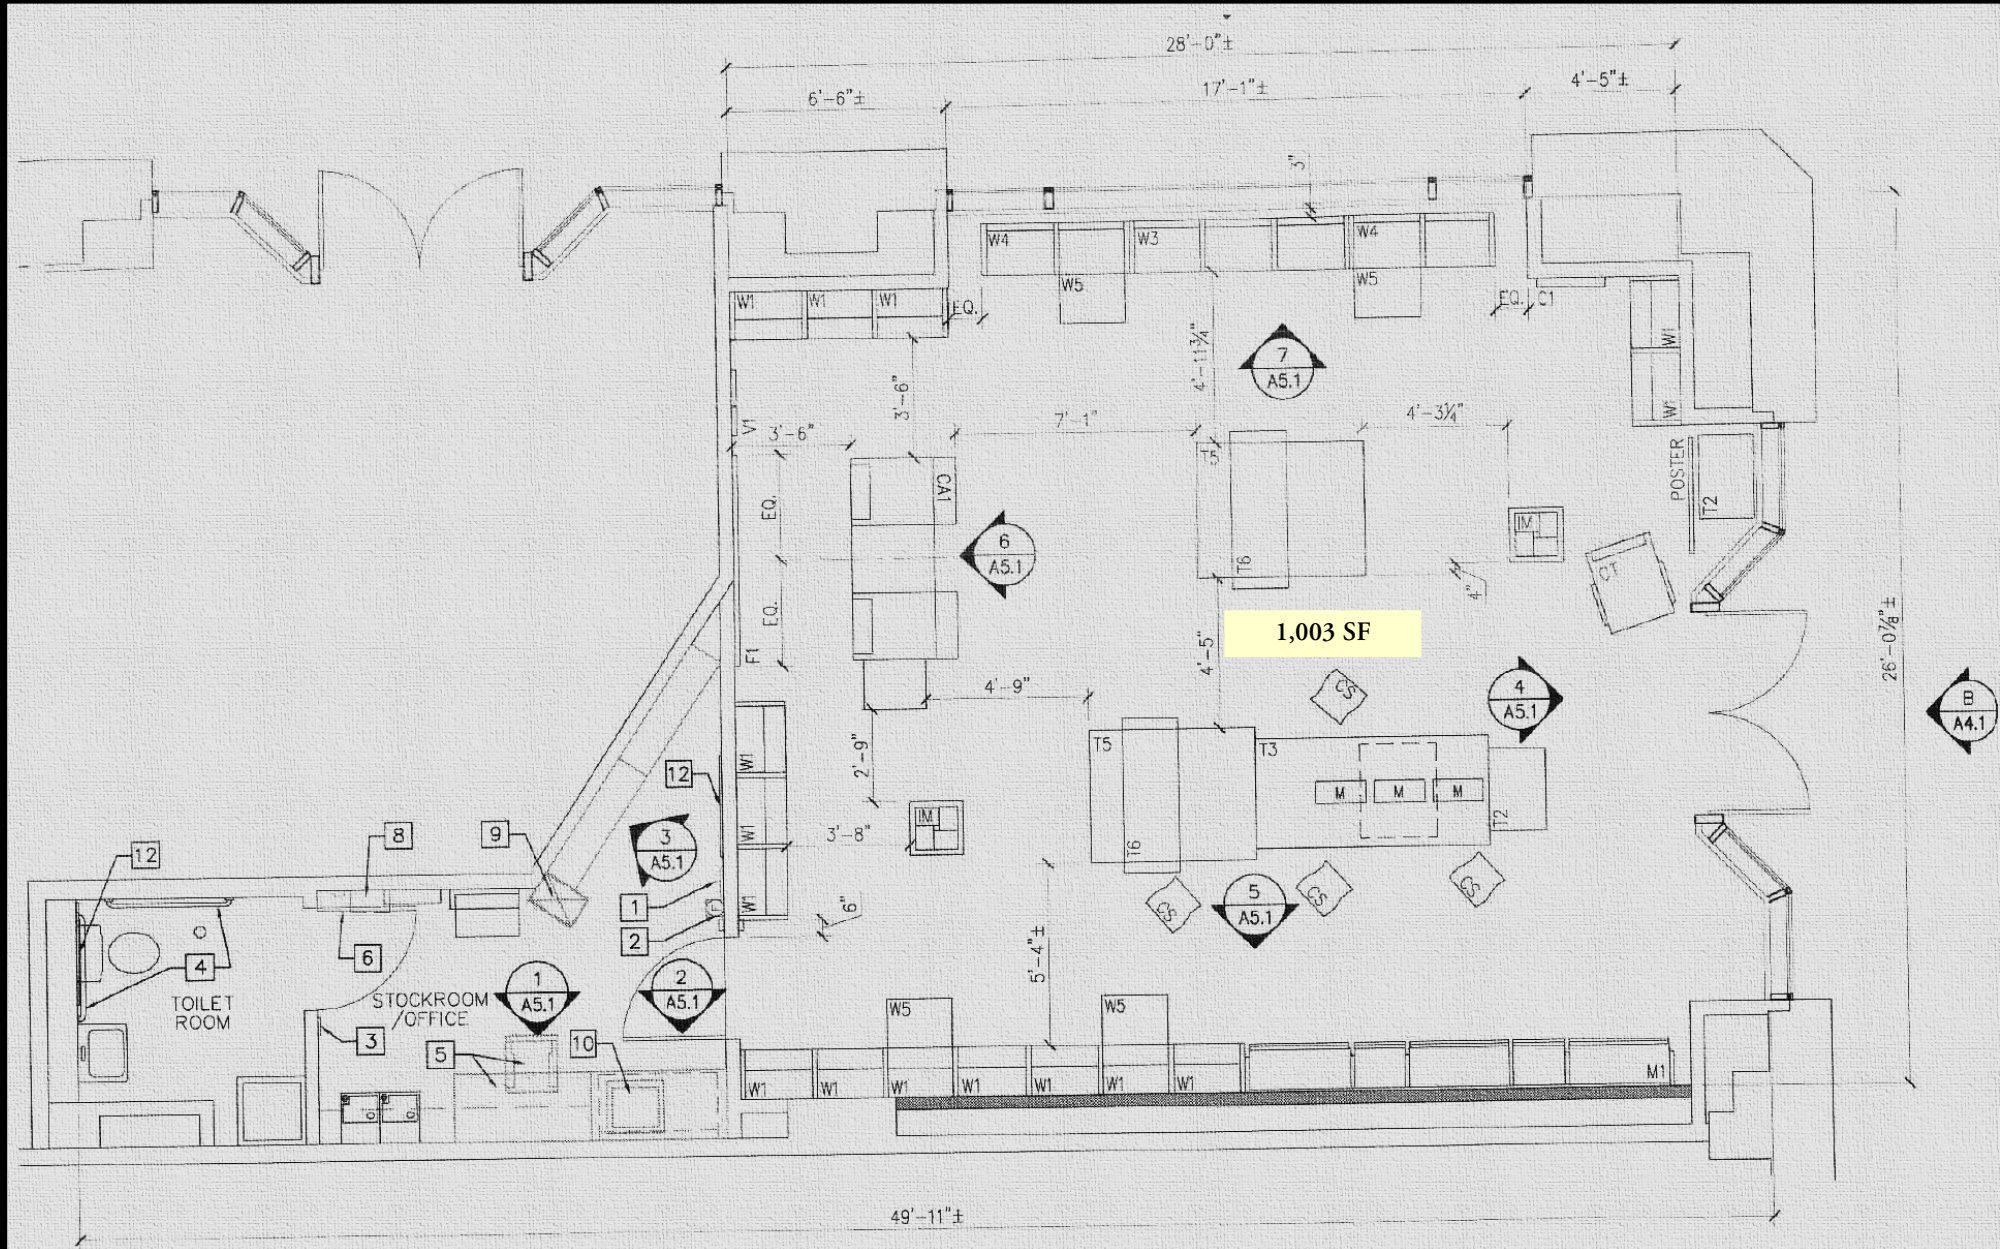 28'-0"±
6'-6"±
17'-1"±
4'-5"±
3"
W4
W3
W4
W5
W5
W1
W1
W1
EQ.
EQ.
C1
W1
W1
7
A5.1
4'-11¾"
3'-6"
V1
3'-6"
7'-1"
4'-3¼"
POSTER
T2
T5
T6
CA1
EQ.
EQ.
6
A5.1
IM
CT
4"
1,003 SF
26'-0⅞"±
F1
4'-5"
4'-9"
CS
4
A5.1
B
A4.1
2'-9"
T5
T3
M
M
M
T2
T6
W1
W1
W1
12
3'-8"
IM
3
A5.1
8
9
12
1
2
6"
CS
CS
CS
5
A5.1
5'-4"±
4
6
TOILET
ROOM
STOCKROOM
/OFFICE
1
A5.1
2
A5.1
3
5
10
W5
W5
W1
W1
W1
W1
W1
W1
W1
M1
49'-11"±